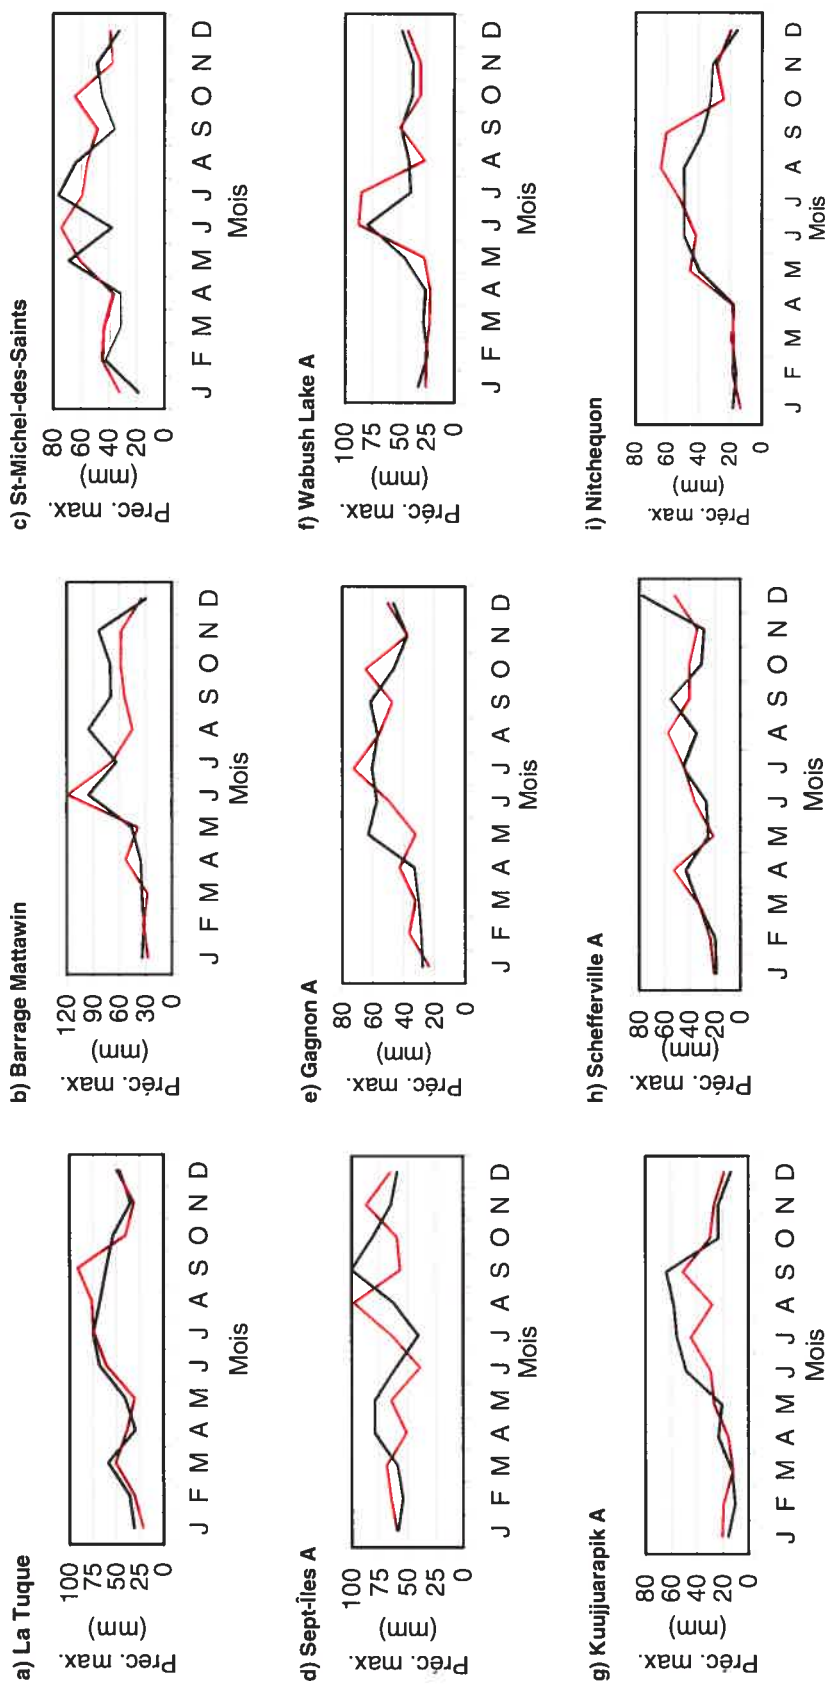 a) La Tuque
Préc. max.
(mm)
100
75
50
25
0
J F M A M J J A S O N D
Mois
b) Barrage Mattawin
Préc. max.
(mm)
120
90
60
30
0
J F M A M J J A S O N D
Mois
c) St-Michel-des-Saints
Préc. max.
(mm)
80
60
40
20
0
J F M A M J J A S O N D
Mois
d) Sept-Îles A
Préc. max.
(mm)
100
75
50
25
0
J F M A M J J A S O N D
Mois
e) Gagnon A
Préc. max.
(mm)
80
60
40
20
0
J F M A M J J A S O N D
Mois
f) Wabush Lake A
Préc. max.
(mm)
100
75
50
25
0
J F M A M J J A S O N D
Mois
g) Kuujjuarapik A
Préc. max.
(mm)
80
60
40
20
0
J F M A M J J A S O N D
Mois
h) Schefferville A
Préc. max.
(mm)
80
60
40
20
0
J F M A M J J A S O N D
Mois
i) Nitchequon
Préc. max.
(mm)
80
60
40
20
0
J F M A M J J A S O N D
Mois